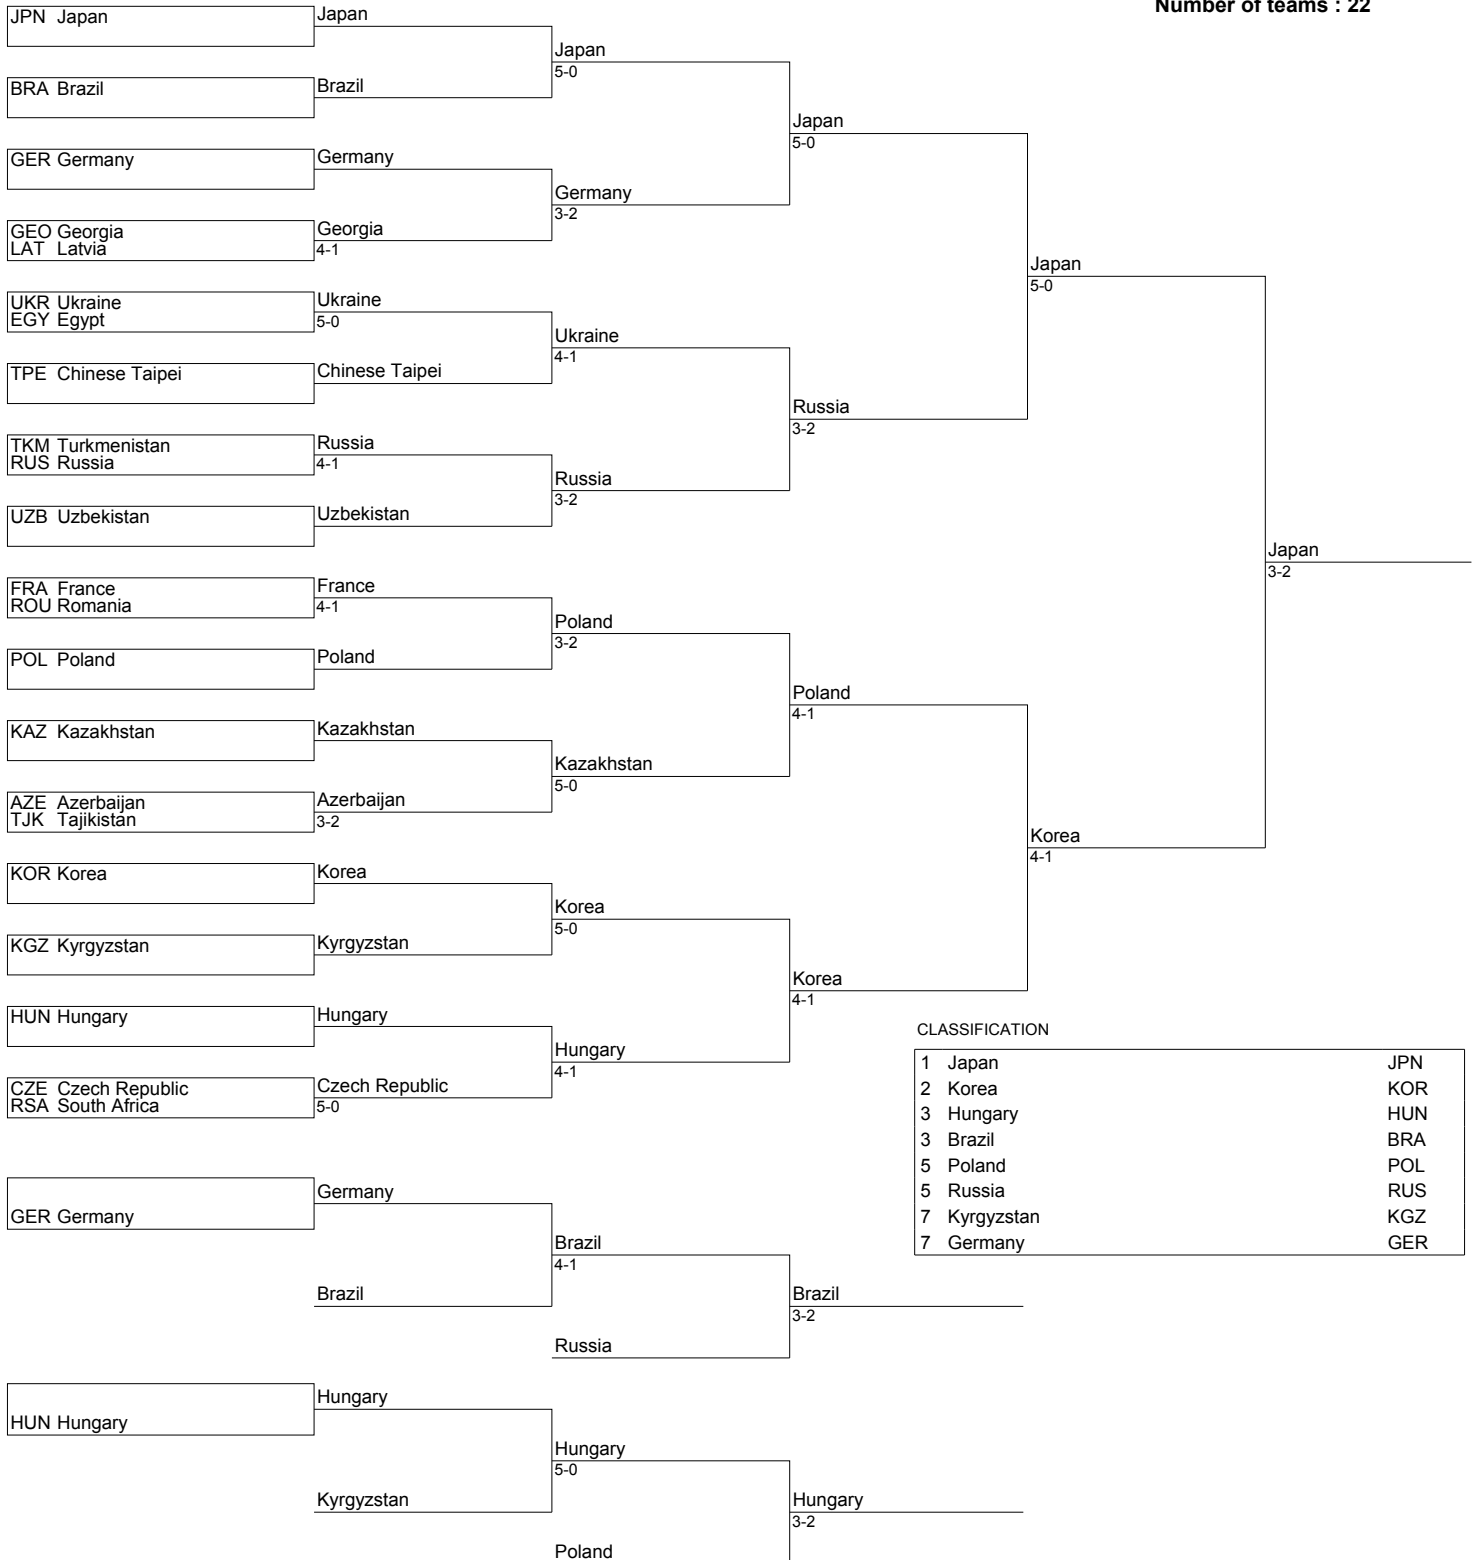 Number of teams : 22
JPN Japan
Japan
Japan
5-0
BRA Brazil
Brazil
Japan
5-0
GER Germany
Germany
Germany
3-2
GEO Georgia
LAT Latvia
Georgia
4-1
Japan
5-0
UKR Ukraine
EGY Egypt
Ukraine
5-0
Ukraine
4-1
TPE Chinese Taipei
Chinese Taipei
Russia
3-2
TKM Turkmenistan
RUS Russia
Russia
4-1
Russia
3-2
UZB Uzbekistan
Uzbekistan
Japan
3-2
FRA France
ROU Romania
France
4-1
Poland
3-2
POL Poland
Poland
Poland
4-1
KAZ Kazakhstan
Kazakhstan
Kazakhstan
5-0
AZE Azerbaijan
TJK Tajikistan
Azerbaijan
3-2
Korea
4-1
KOR Korea
Korea
Korea
5-0
KGZ Kyrgyzstan
Kyrgyzstan
Korea
4-1
HUN Hungary
Hungary
Hungary
4-1
CZE Czech Republic
RSA South Africa
Czech Republic
5-0
CLASSIFICATION
1 Japan JPN
2 Korea KOR
3 Hungary HUN
3 Brazil BRA
5 Poland POL
5 Russia RUS
7 Kyrgyzstan KGZ
7 Germany GER
GER Germany
Germany
Brazil
4-1
Brazil
Brazil
3-2
Russia
HUN Hungary
Hungary
Hungary
5-0
Kyrgyzstan
Hungary
3-2
Poland